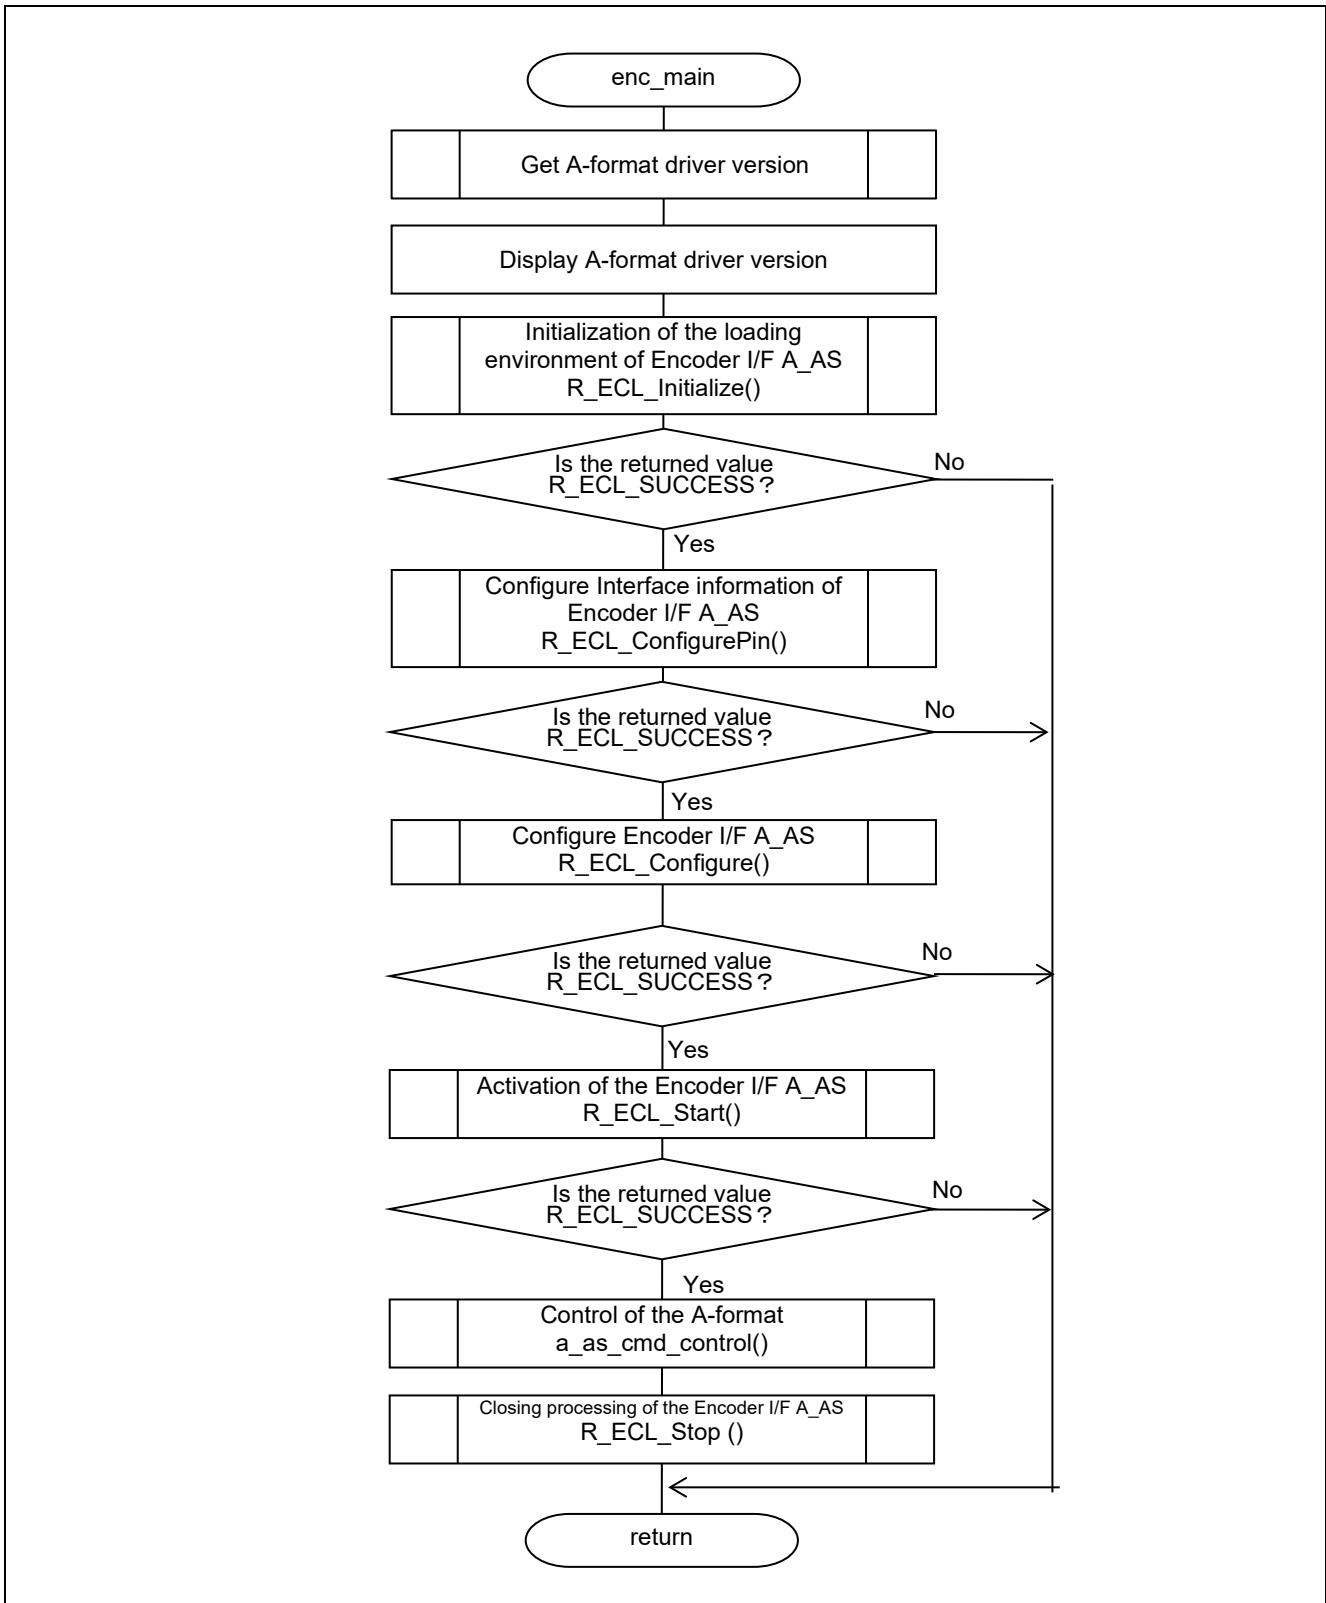 enc_main
Get A-format driver version
Display A-format driver version
Initialization of the loading
environment of Encoder I/F A_AS
R_ECL_Initialize()
Is the returned value
R_ECL_SUCCESS?
No
Yes
Configure Interface information of
Encoder I/F A_AS
R_ECL_ConfigurePin()
Is the returned value
R_ECL_SUCCESS?
No
Yes
Configure Encoder I/F A_AS
R_ECL_Configure()
Is the returned value
R_ECL_SUCCESS?
No
Yes
Activation of the Encoder I/F A_AS
R_ECL_Start()
Is the returned value
R_ECL_SUCCESS?
No
Yes
Control of the A-format
a_as_cmd_control()
Closing processing of the Encoder I/F A_AS
R_ECL_Stop ()
return